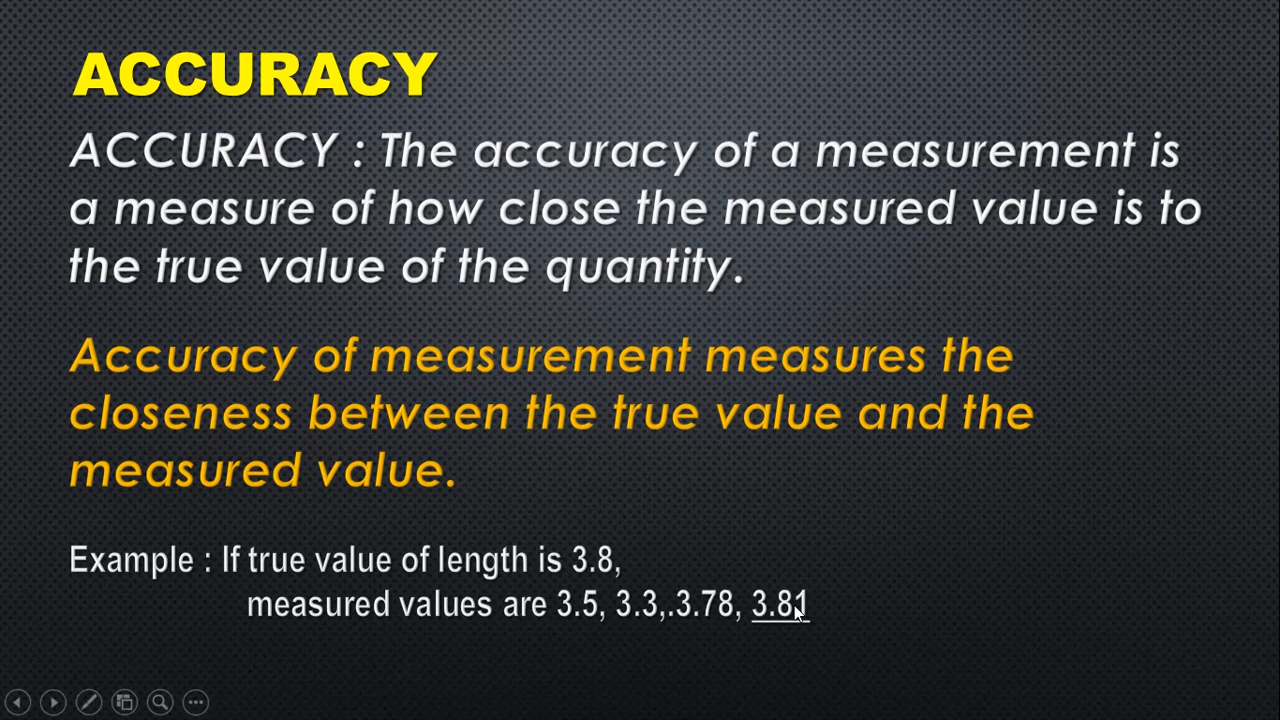 ACCURACY
ACCURACY : The accuracy of a measurement is
a measure of how close the measured value is to
the true value of the quantity.
Accuracy of measurement measures the
closeness between the true value and the
measured value.
Example : If true value of length is 3.8,
measured values are 3.5, 3.3,.3.78, 3.81